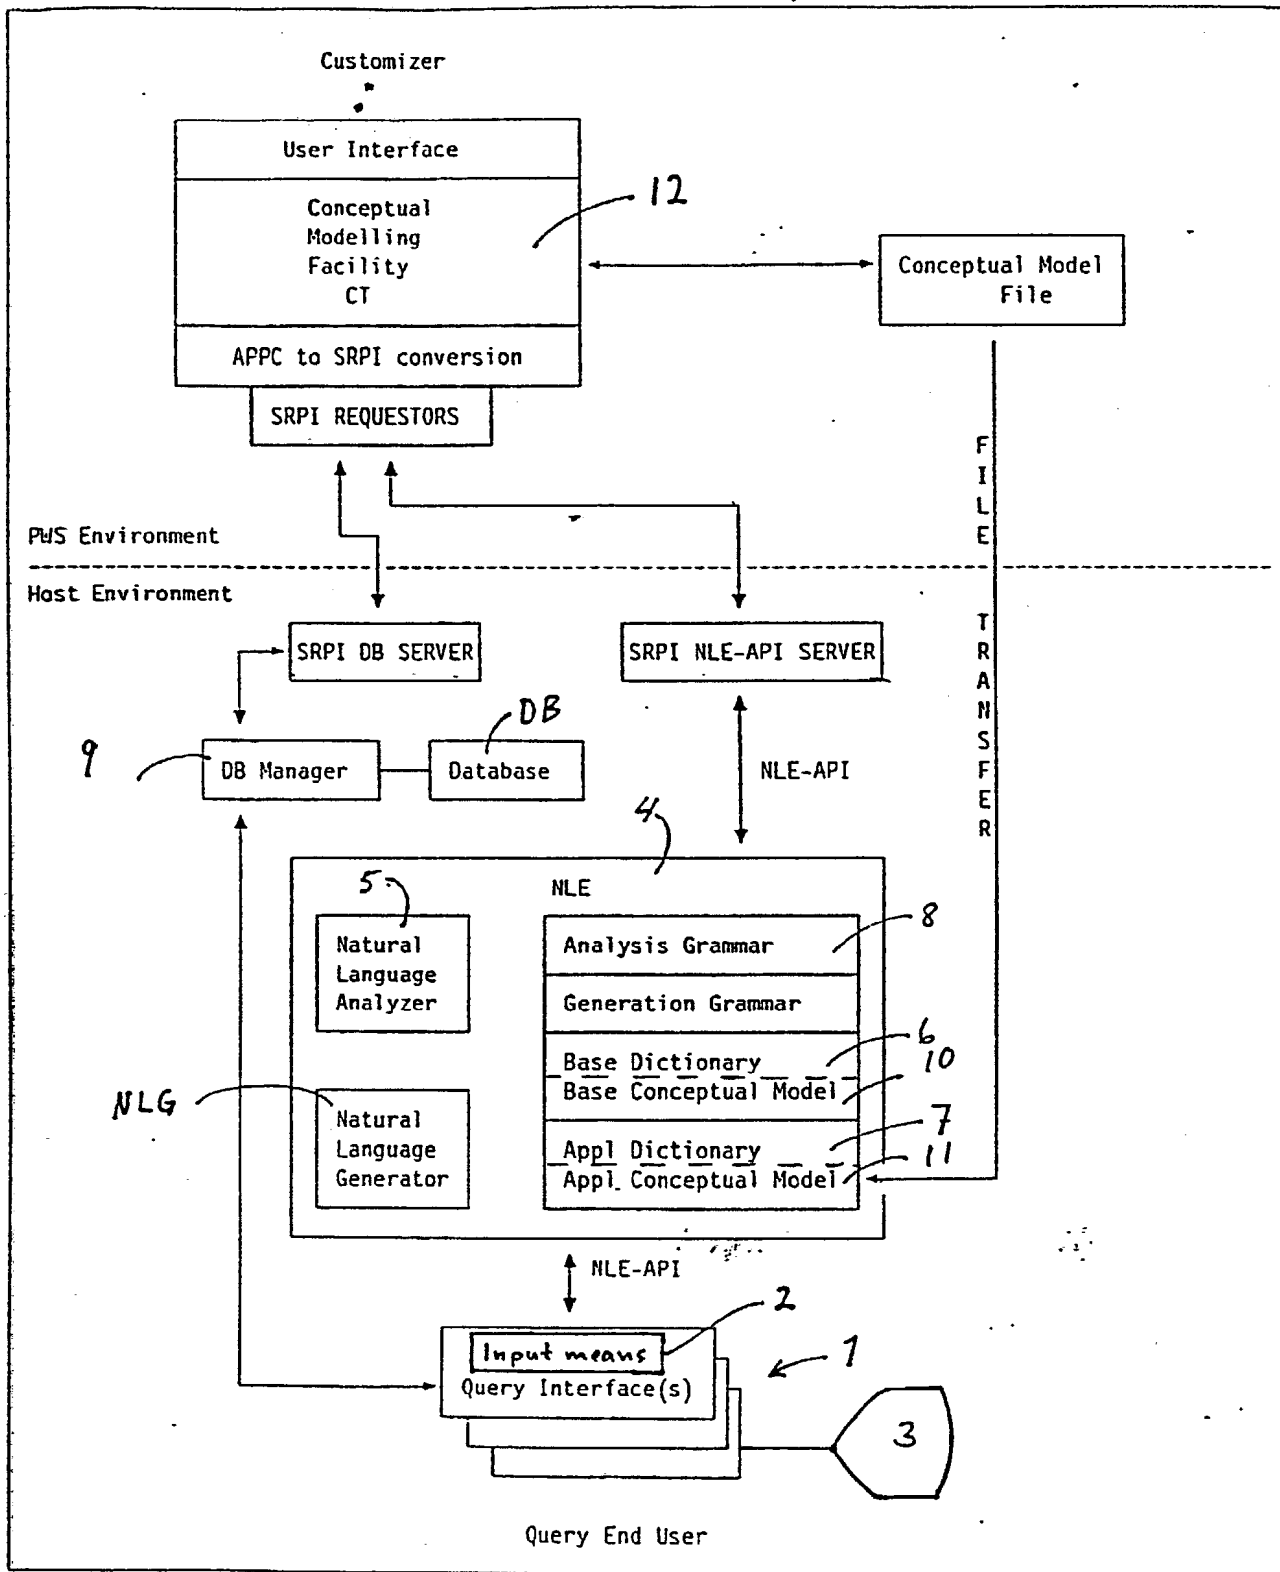 Customizer
User Interface
12
Conceptual
Modelling
Facility
CT
Conceptual Model
File
APPC to SRPI conversion
SRPI REQUESTORS
FILE
PWS Environment
Host Environment
TRANSFER
SRPI DB SERVER
SRPI NLE-API SERVER
DB
9
DB Manager
Database
NLE-API
4
5
NLE
8
Natural
Language
Analyzer
Analysis Grammar
Generation Grammar
6
Base Dictionary
10
Base Conceptual Model
NLG
Natural
Language
Generator
7
Appl Dictionary
11
Appl Conceptual Model
NLE-API
2
Input means
1
Query Interface(s)
3
Query End User